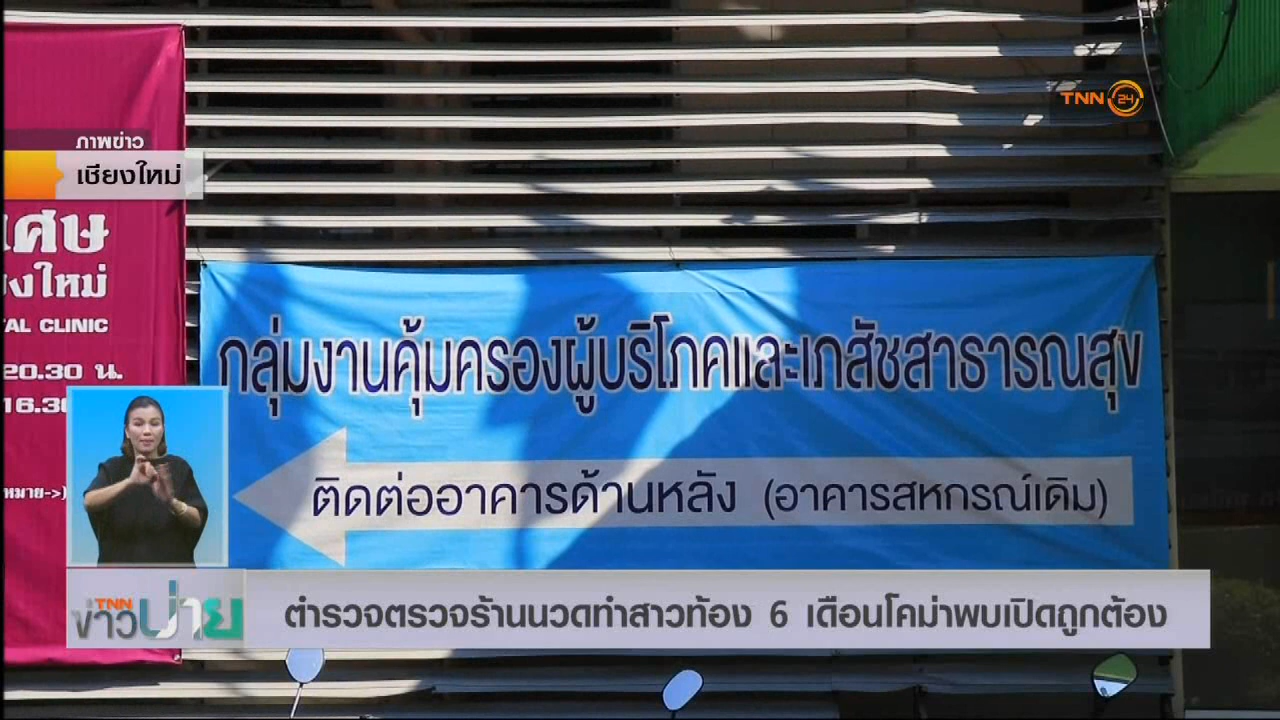 TNN 24
ภาพข่าว
เชียงใหม่
เศษ
งใหม่
TAL CLINIC
20.30 น.
16.30
หมาย->)
กลุ่มงานคุ้มครองผู้บริโภคและเภสัชสาธารณสุข
ติดต่ออาคารด้านหลัง (อาคารสหกรณ์เดิม)
TNN ข่าวบ่าย
ตำรวจตรวจร้านนวดทำสาวท้อง 6 เดือนโคม่าพบเปิดถูกต้อง